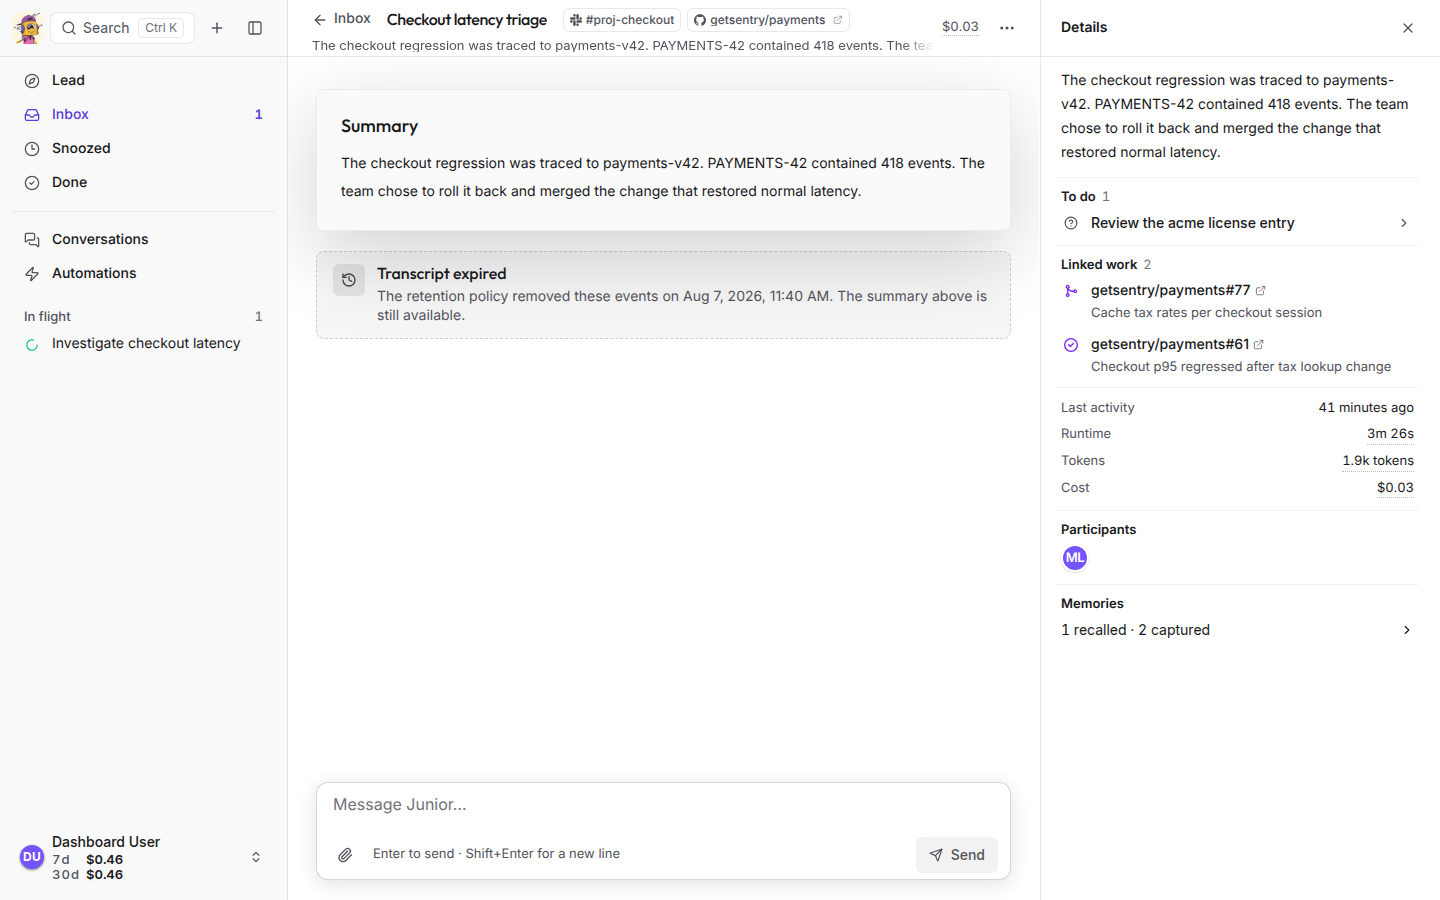 Search Ctrl K
Lead
Inbox 1
Snoozed
Done
Conversations
Automations
In flight 1
Investigate checkout latency
DU
Dashboard User
7d $0.46
30d $0.46
Inbox Checkout latency triage #proj-checkout getsentry/payments
$0.03
The checkout regression was traced to payments-v42. PAYMENTS-42 contained 418 events. The tea
Summary
The checkout regression was traced to payments-v42. PAYMENTS-42 contained 418 events. The
team chose to roll it back and merged the change that restored normal latency.
Transcript expired
The retention policy removed these events on Aug 7, 2026, 11:40 AM. The summary above is
still available.
Message Junior...
Enter to send · Shift+Enter for a new line
Send
Details
The checkout regression was traced to payments-
v42. PAYMENTS-42 contained 418 events. The team
chose to roll it back and merged the change that
restored normal latency.
To do 1
Review the acme license entry
Linked work 2
getsentry/payments#77
Cache tax rates per checkout session
getsentry/payments#61
Checkout p95 regressed after tax lookup change
Last activity 41 minutes ago
Runtime 3m 26s
Tokens 1.9k tokens
Cost $0.03
Participants
ML
Memories
1 recalled · 2 captured